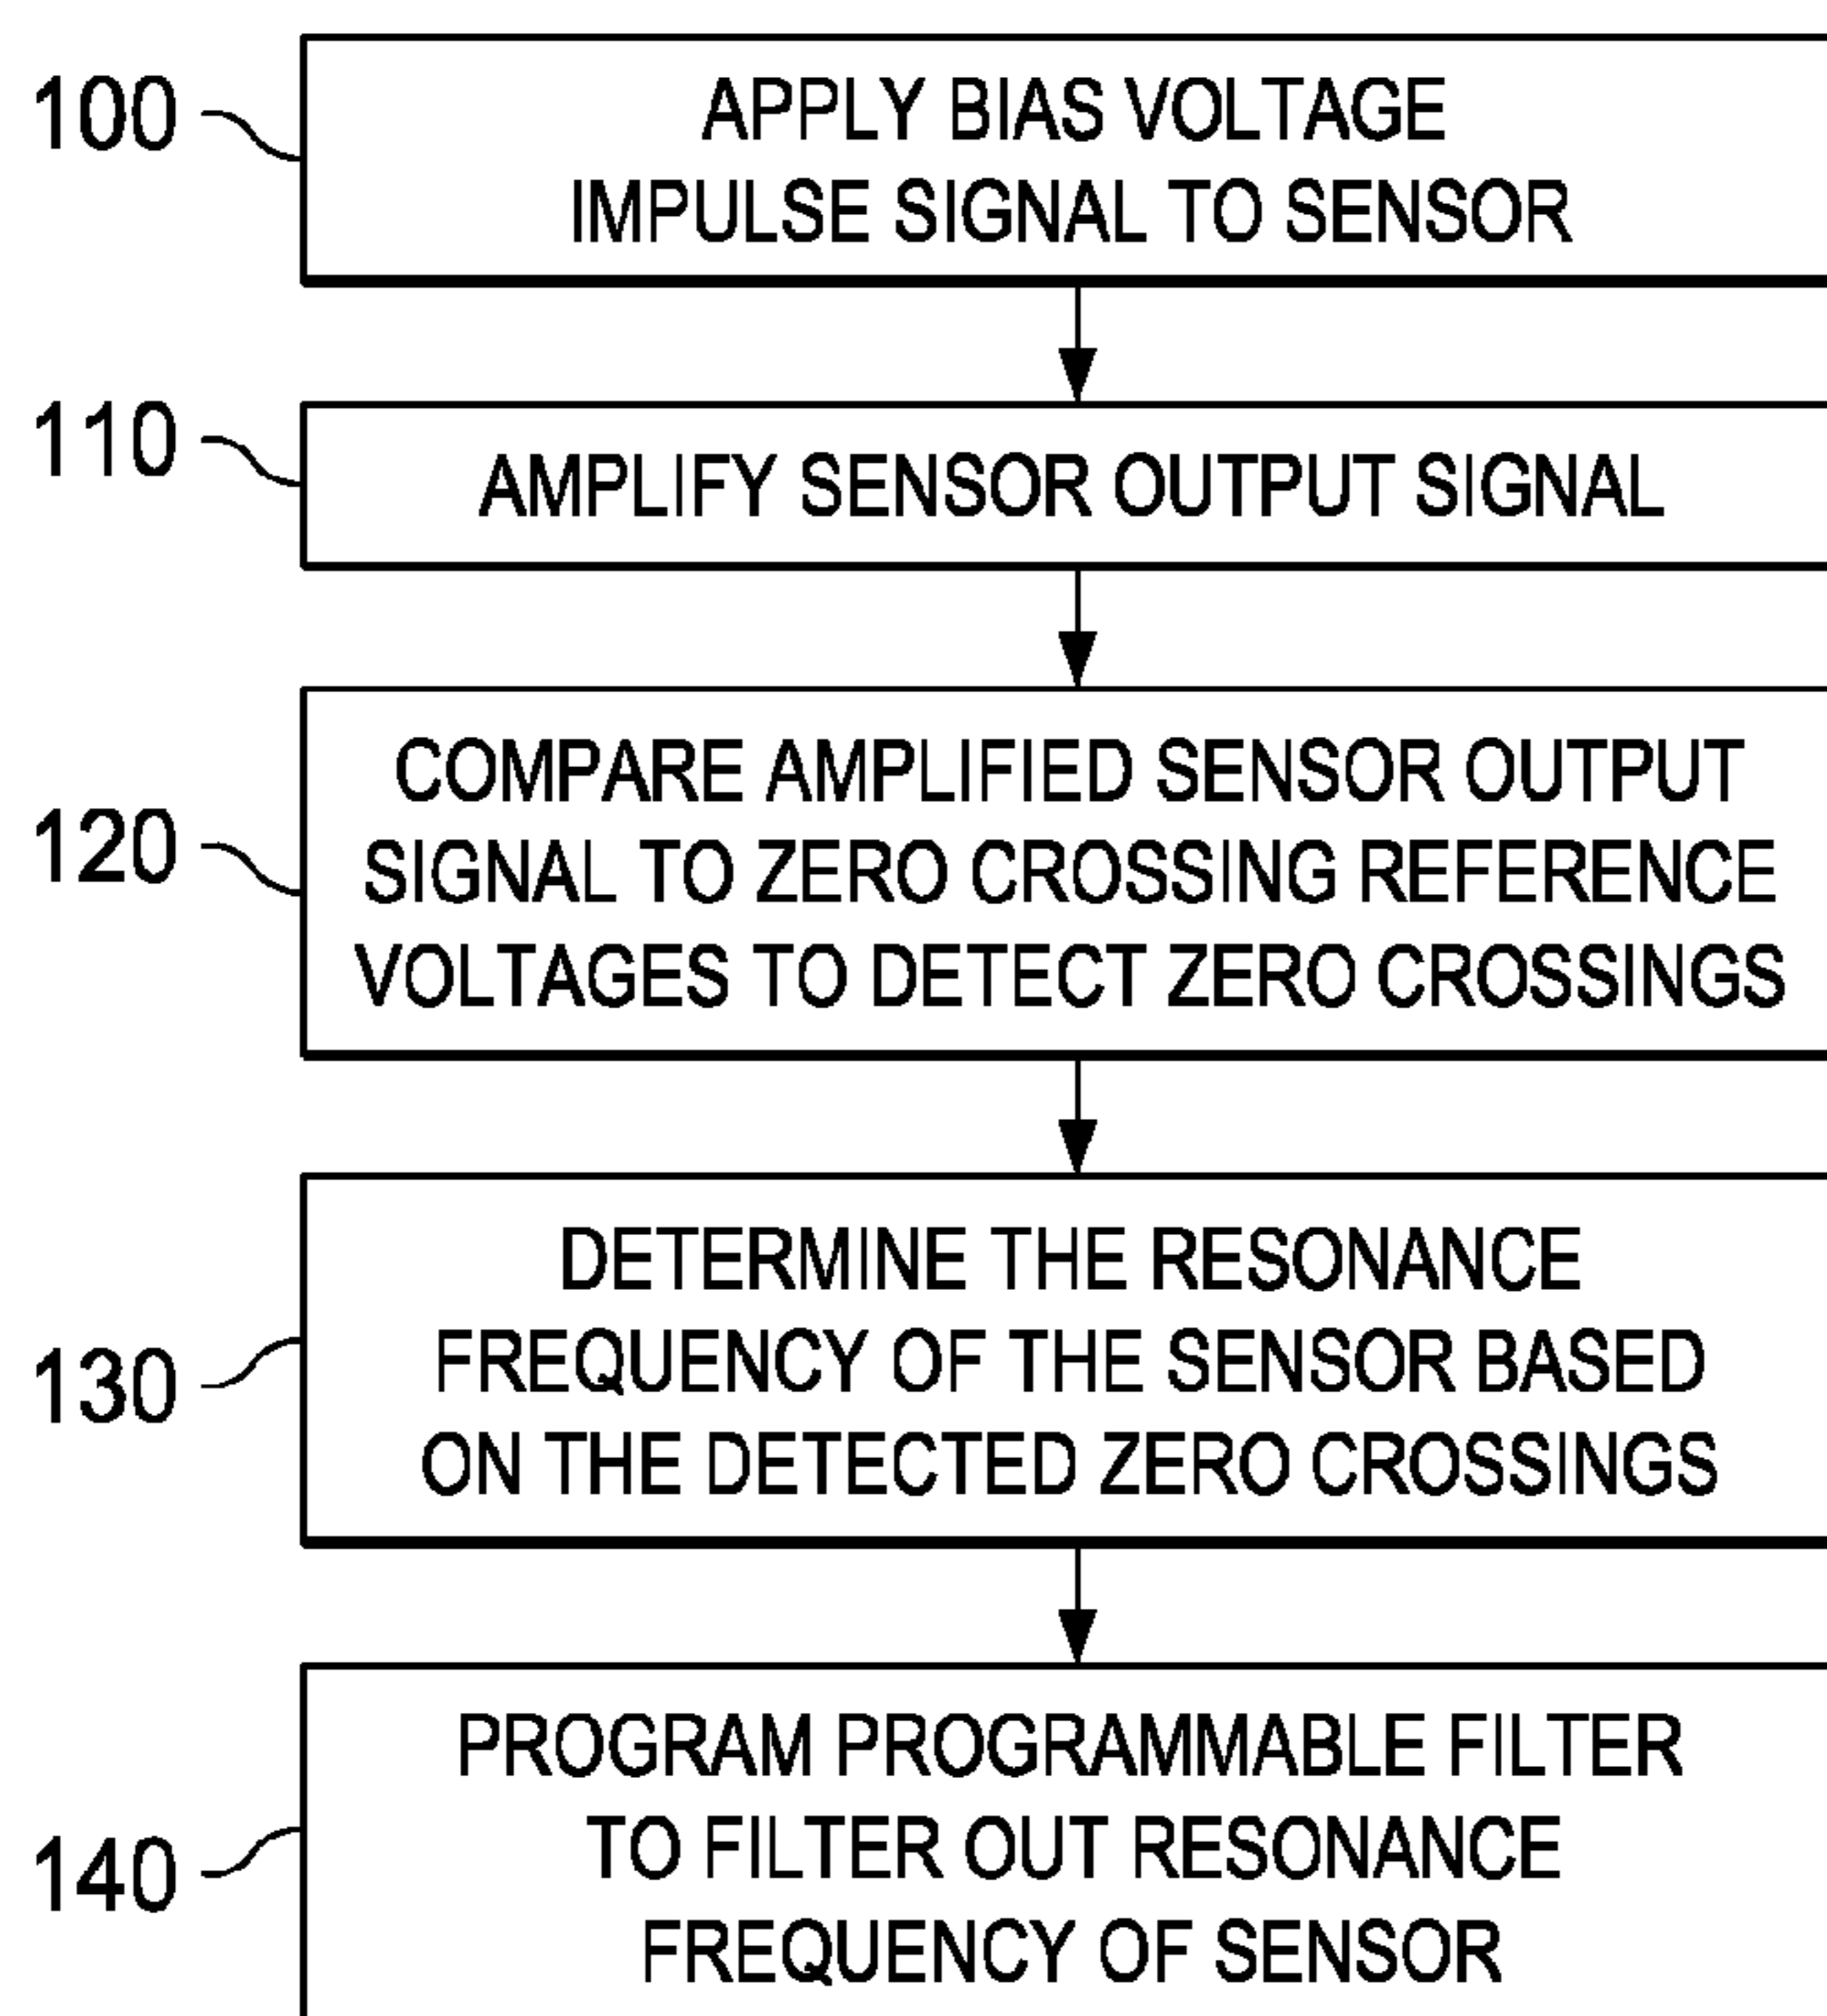 100
APPLY BIAS VOLTAGE
IMPULSE SIGNAL TO SENSOR
110
AMPLIFY SENSOR OUTPUT SIGNAL
120
COMPARE AMPLIFIED SENSOR OUTPUT
SIGNAL TO ZERO CROSSING REFERENCE
VOLTAGES TO DETECT ZERO CROSSINGS
130
DETERMINE THE RESONANCE
FREQUENCY OF THE SENSOR BASED
ON THE DETECTED ZERO CROSSINGS
140
PROGRAM PROGRAMMABLE FILTER
TO FILTER OUT RESONANCE
FREQUENCY OF SENSOR